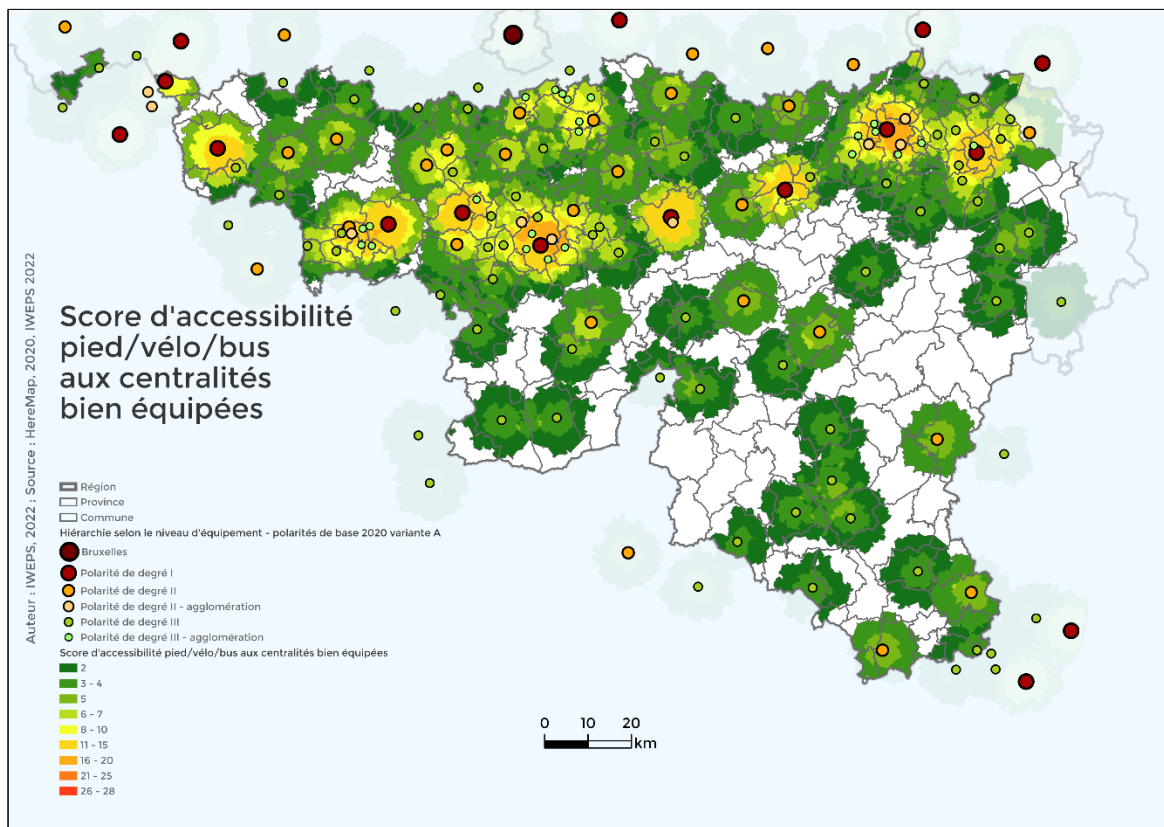 Score d'accessibilité
pied/vélo/bus
aux centralités
bien équipées
Auteur : IWEPS, 2022 ; Source : HereMap, 2020, IWEPS 2022
Région
Province
Commune
Hiérarchie selon le niveau d'équipement - polarités de base 2020 variante A
Bruxelles
Polarité de degré I
Polarité de degré II
Polarité de degré II - agglomération
Polarité de degré III
Polarité de degré III - agglomération
Score d'accessibilité pied/vélo/bus aux centralités bien équipées
2
3 - 4
5
6 - 7
8 - 10
11 - 15
16 - 20
21 - 25
26 - 28
0 10 20
km